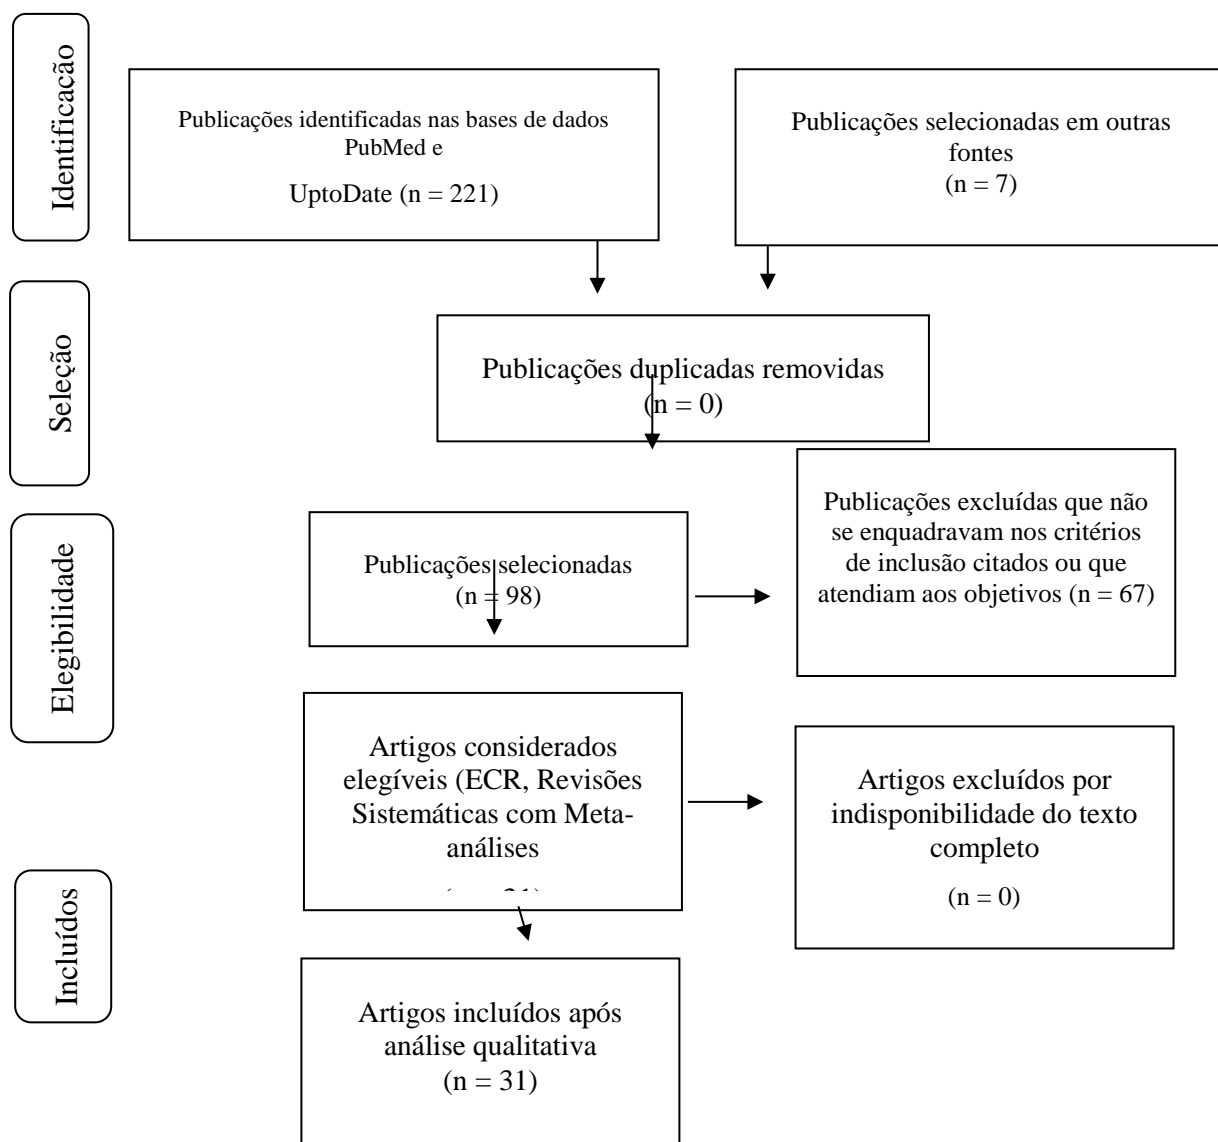 Identificação
Publicações identificadas nas bases de dados
PubMed e
UptoDate (n = 221)
Publicações selecionadas em outras
fontes
(n = 7)
Seleção
Publicações duplicadas removidas
(n = 0)
Elegibilidade
Publicações selecionadas
(n = 98)
Publicações excluídas que não
se enquadravam nos critérios
de inclusão citados ou que
atendiam aos objetivos (n = 67)
Artigos considerados
elegíveis (ECR, Revisões
Sistemáticas com Meta-
análises
Artigos excluídos por
indisponibilidade do texto
completo
(n = 0)
Incluídos
Artigos incluídos após
análise qualitativa
(n = 31)